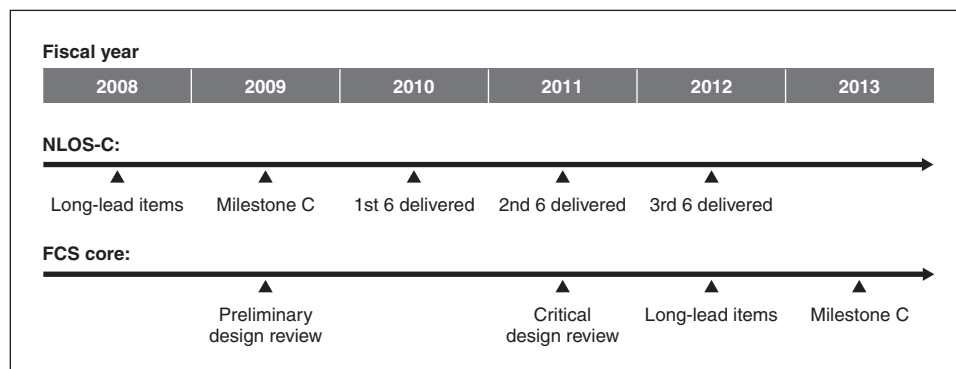 Fiscal year
2008 2009 2010 2011 2012 2013
NLOS-C:
Long-lead items Milestone C 1st 6 delivered 2nd 6 delivered 3rd 6 delivered
FCS core:
Preliminary Critical Long-lead items Milestone C
design review design review